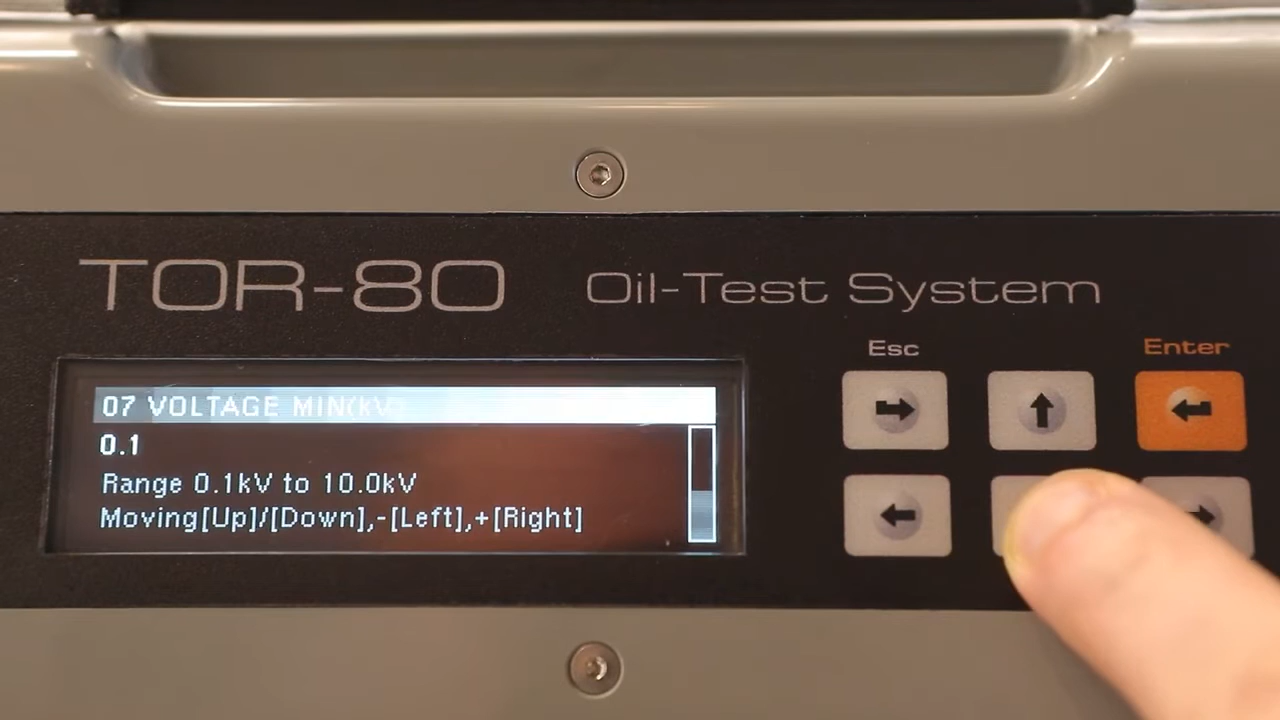 TOR-80 Oil-Test System
Esc
Enter
07 VOLTAGE MIN(kV)
0.1
Range 0.1kV to 10.0kV
Moving[Up]/[Down],-[Left],+[Right]